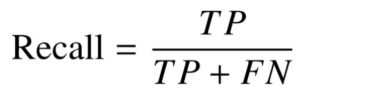 Recall = TP / TP + FN